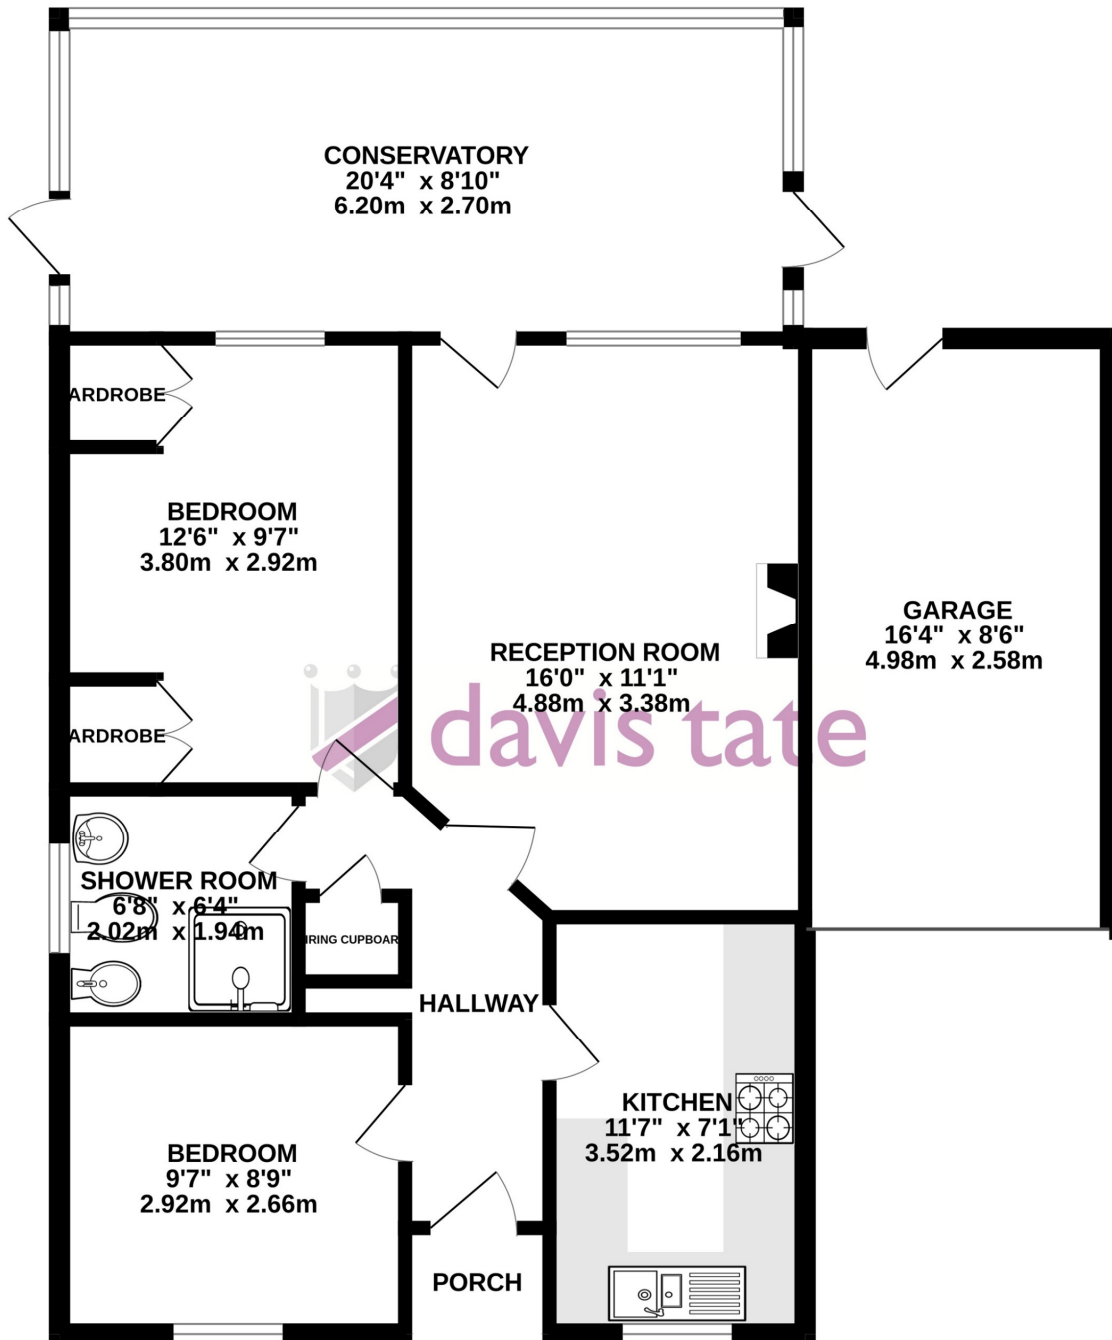 CONSERVATORY
20'4" x 8'10"
6.20m x 2.70m
ARDROBE
BEDROOM
12'6" x 9'7"
3.80m x 2.92m
ARDROBE
RECEPTION ROOM
16'0" x 11'1"
4.88m x 3.38m
davis tate
GARAGE
16'4" x 8'6"
4.98m x 2.58m
SHOWER ROOM
6'8" x 6'4"
2.02m x 1.94m
IRING CUPBOAR
HALLWAY
KITCHEN
11'7" x 7'1"
3.52m x 2.16m
BEDROOM
9'7" x 8'9"
2.92m x 2.66m
PORCH